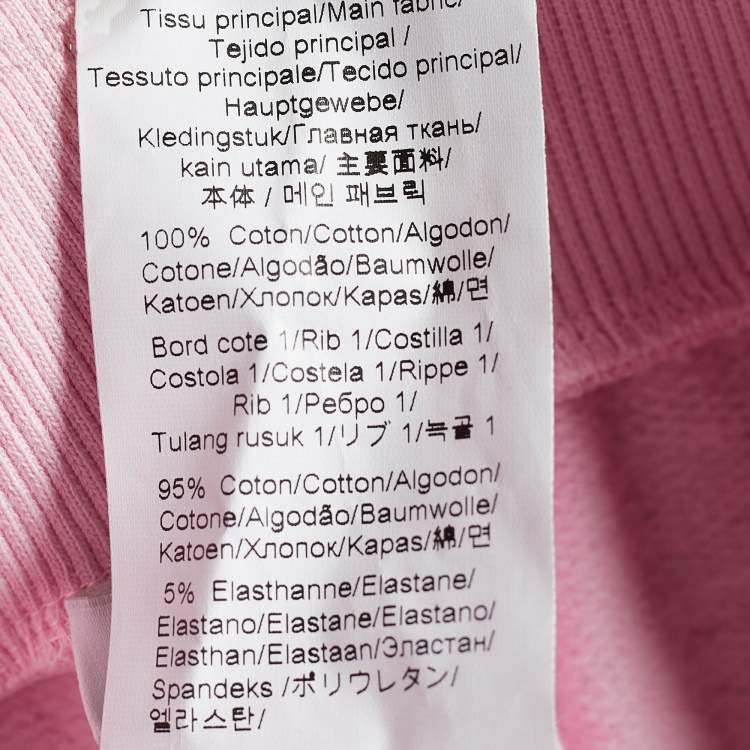 Tissu principal/Main fabric/
Tejido principal /
Tessuto principale/Tecido principal/
Hauptgewebe/
Kledingstuk/Главная ткань/
kain utama/ 主要面料/
本体 / 메인 패브릭
100% Coton/Cotton/Algodon/
Cotone/Algodão/Baumwolle/
Katoen/Хлопок/Kapas/綿/면
Bord cote 1/Rib 1/Costilla 1/
Costola 1/Costela 1/Rippe 1/
Rib 1/Ребро 1/
Tulang rusuk 1/リブ 1/늑골 1
95% Coton/Cotton/Algodon/
Cotone/Algodão/Baumwolle/
Katoen/Хлопок/Kapas/綿/면
5% Elasthanne/Elastane/
Elastano/Elastane/Elastano/
Elasthan/Elastaan/Эластан/
Spandeks /ポリウレタン/
엘라스탄/